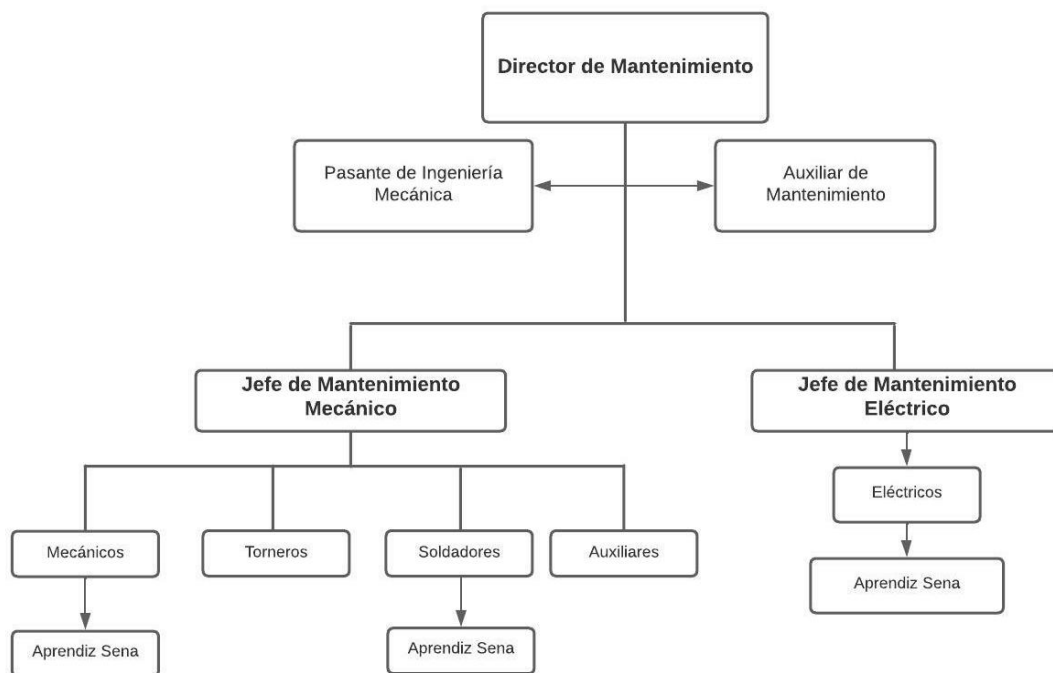 Director de Mantenimiento
Pasante de Ingeniería
Mecánica
Auxiliar de
Mantenimiento
Jefe de Mantenimiento
Mecánico
Jefe de Mantenimiento
Eléctrico
Eléctricos
Mecánicos
Torneros
Soldadores
Auxiliares
Aprendiz Sena
Aprendiz Sena
Aprendiz Sena